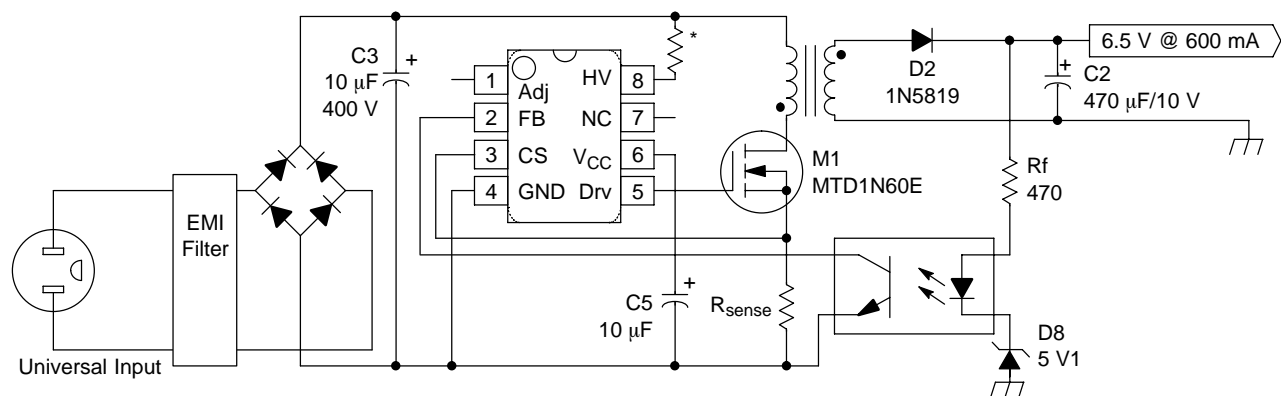 C3
10 μF
400 V
+
*
1
Adj
HV
8
2
FB
NC
7
3
CS
VCC
6
4
GND
Drv
5
D2
1N5819
6.5 V @ 600 mA
+
C2
470 μF/10 V
M1
MTD1N60E
Rf
470
EMI
Filter
C5
10 μF
+
Rsense
D8
5 V1
Universal Input